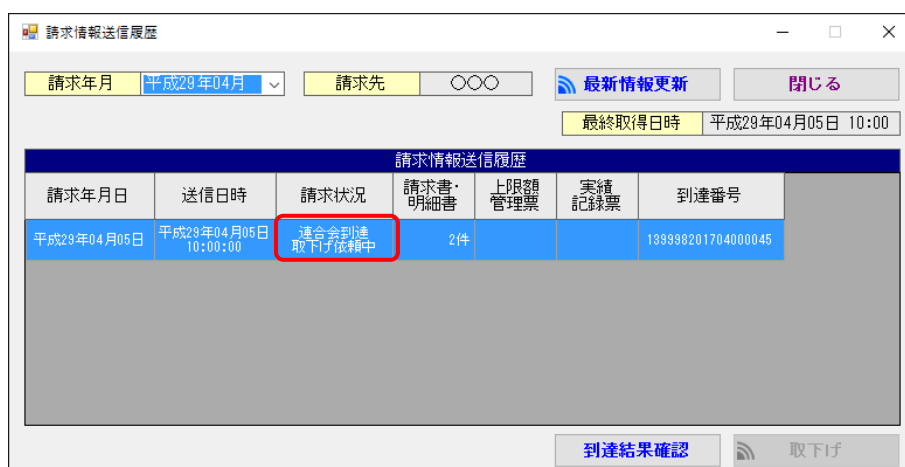 請求情報送信履歴
請求年月 平成29年04月 請求先 〇〇〇 最新情報更新 閉じる
最終取得日時 平成29年04月05日 10:00
請求情報送信履歴
請求年月日 送信日時 請求状況 請求書・明細書 上限額管理票 実績記録票 到達番号
平成29年04月05日 平成29年04月05日 10:00:00 連合会到達 取下げ依頼中 2件 139998201704000045
到達結果確認 取下げ